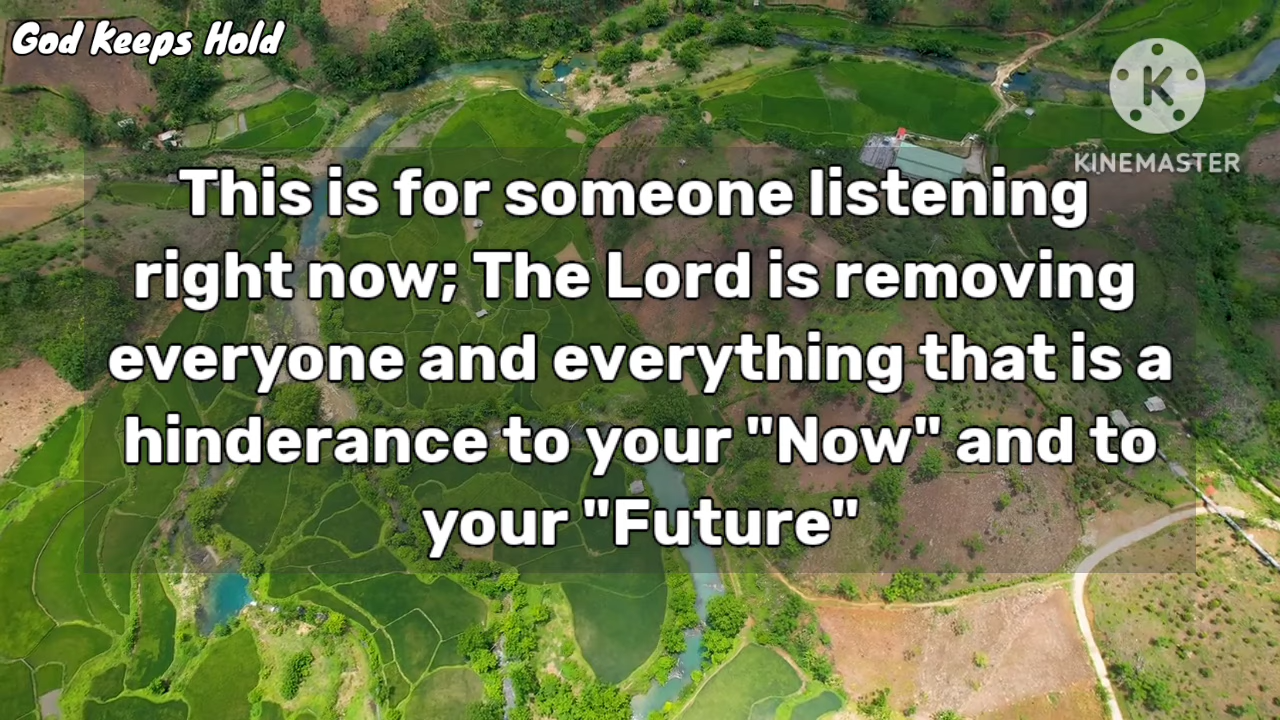 God Keeps Hold
K
KINEMASTER
This is for someone listening
right now; The Lord is removing
everyone and everything that is a
hinderance to your "Now" and to
your "Future"